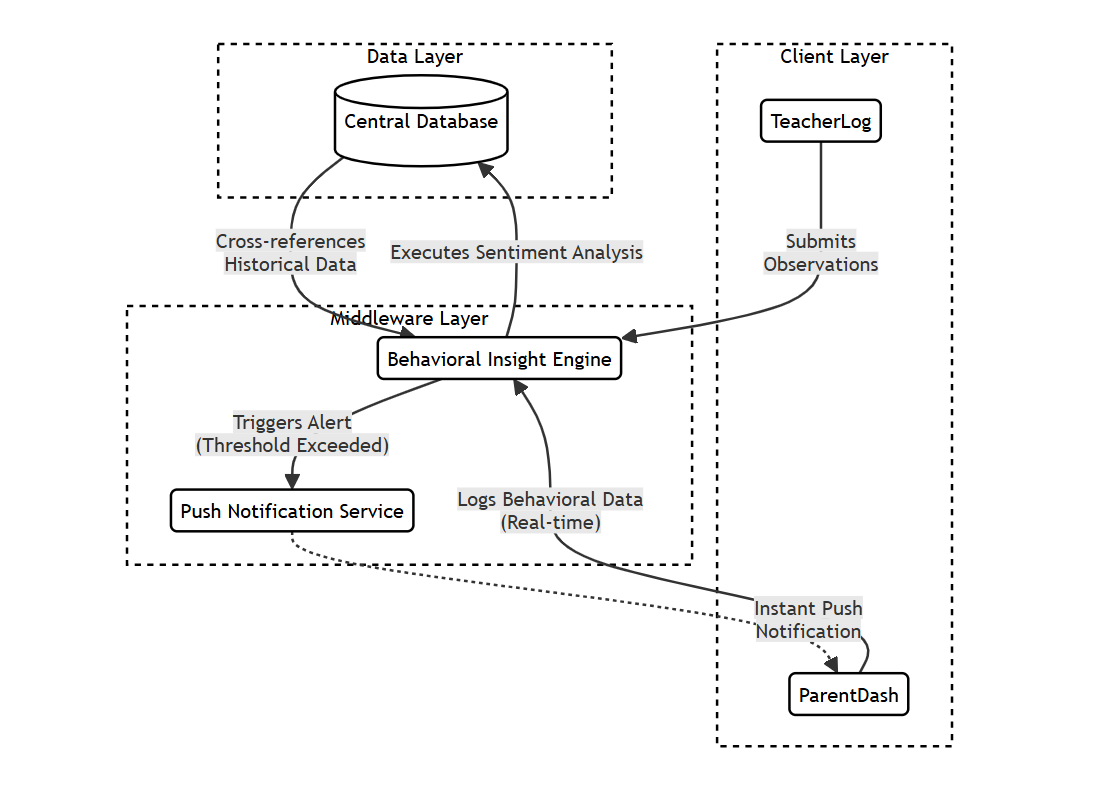 Data Layer
Client Layer
Central Database
TeacherLog
Cross-references
Historical Data
Executes Sentiment Analysis
Submits
Observations
Middleware Layer
Behavioral Insight Engine
Triggers Alert
(Threshold Exceeded)
Logs Behavioral Data
(Real-time)
Push Notification Service
Instant Push
Notification
ParentDash